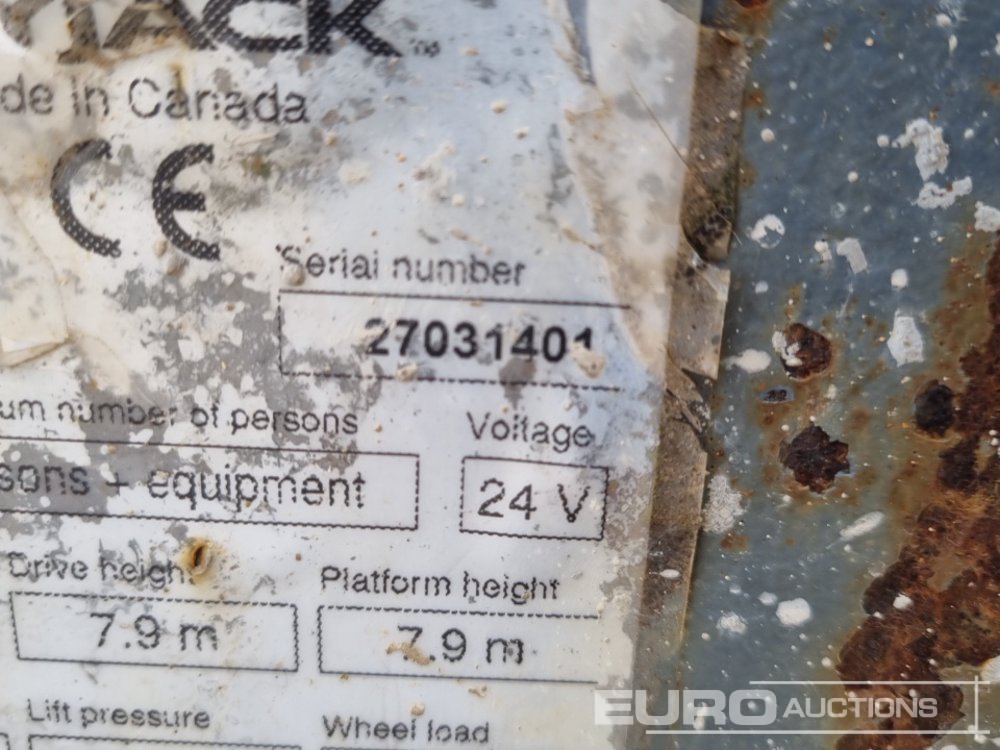 JACK™
de in Canada
CE
Serial number
27031401
um number of persons
sons + equipment
Voltage
24 V
Drive height
7.9 m
Platform height
7.9 m
Lift pressure
Wheel load
EURO AUCTIONS